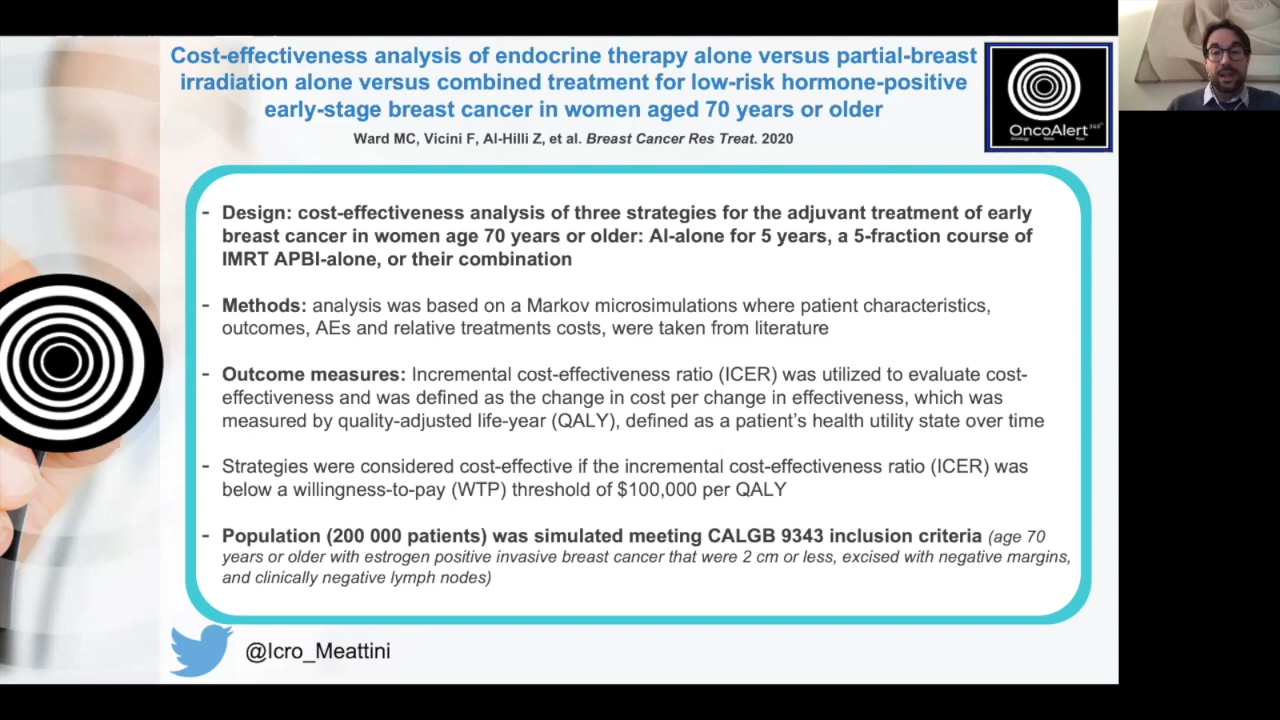 Cost-effectiveness analysis of endocrine therapy alone versus partial-breast
irradiation alone versus combined treatment for low-risk hormone-positive
early-stage breast cancer in women aged 70 years or older
Ward MC, Vicini F, Al-Hilli Z, et al. Breast Cancer Res Treat. 2020
OncoAlert
- Design: cost-effectiveness analysis of three strategies for the adjuvant treatment of early
breast cancer in women age 70 years or older: AI-alone for 5 years, a 5-fraction course of
IMRT APBI-alone, or their combination
- Methods: analysis was based on a Markov microsimulations where patient characteristics,
outcomes, AEs and relative treatments costs, were taken from literature
- Outcome measures: Incremental cost-effectiveness ratio (ICER) was utilized to evaluate cost-
effectiveness and was defined as the change in cost per change in effectiveness, which was
measured by quality-adjusted life-year (QALY), defined as a patient's health utility state over time
- Strategies were considered cost-effective if the incremental cost-effectiveness ratio (ICER) was
below a willingness-to-pay (WTP) threshold of $100,000 per QALY
- Population (200 000 patients) was simulated meeting CALGB 9343 inclusion criteria (age 70
years or older with estrogen positive invasive breast cancer that were 2 cm or less, excised with negative margins,
and clinically negative lymph nodes)
@Icro_Meattini